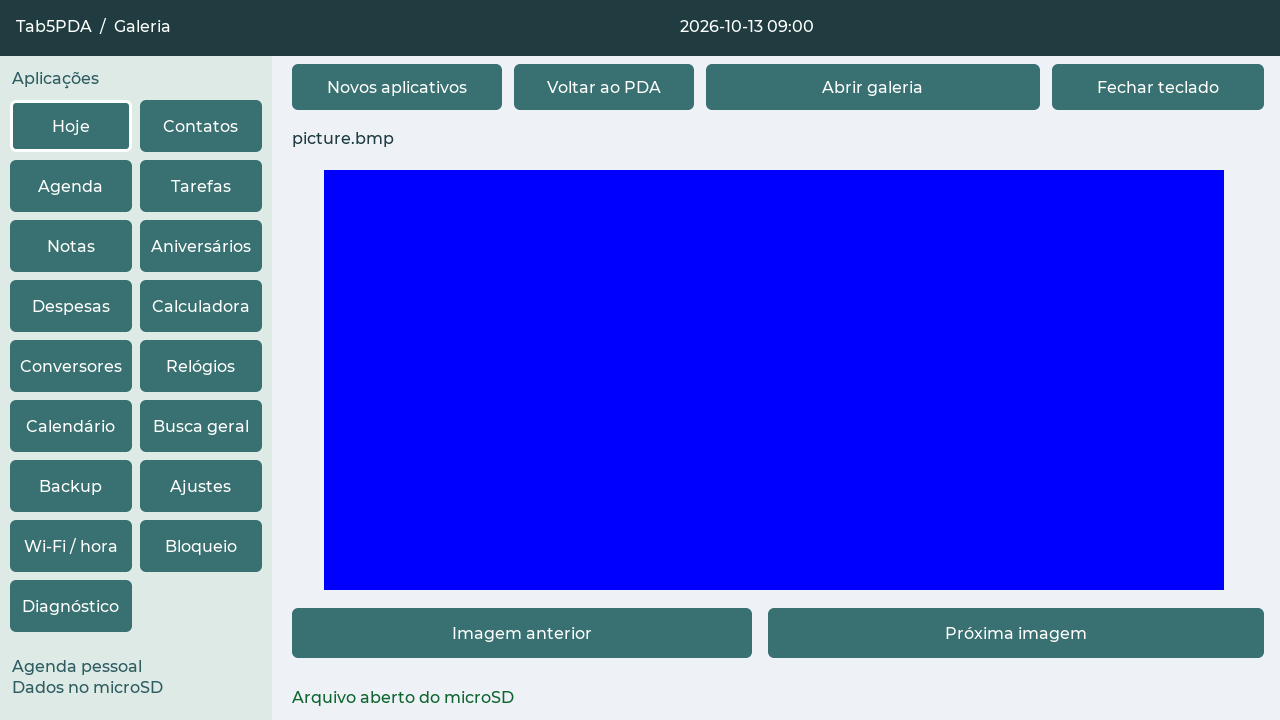 Tab5PDA / Galeria
2026-10-13 09:00
Aplicações
Hoje
Contatos
Agenda
Tarefas
Notas
Aniversários
Despesas
Calculadora
Conversores
Relógios
Calendário
Busca geral
Backup
Ajustes
Wi-Fi / hora
Bloqueio
Diagnóstico
Agenda pessoal
Dados no microSD
Novos aplicativos
Voltar ao PDA
Abrir galeria
Fechar teclado
picture.bmp
Imagem anterior
Próxima imagem
Arquivo aberto do microSD